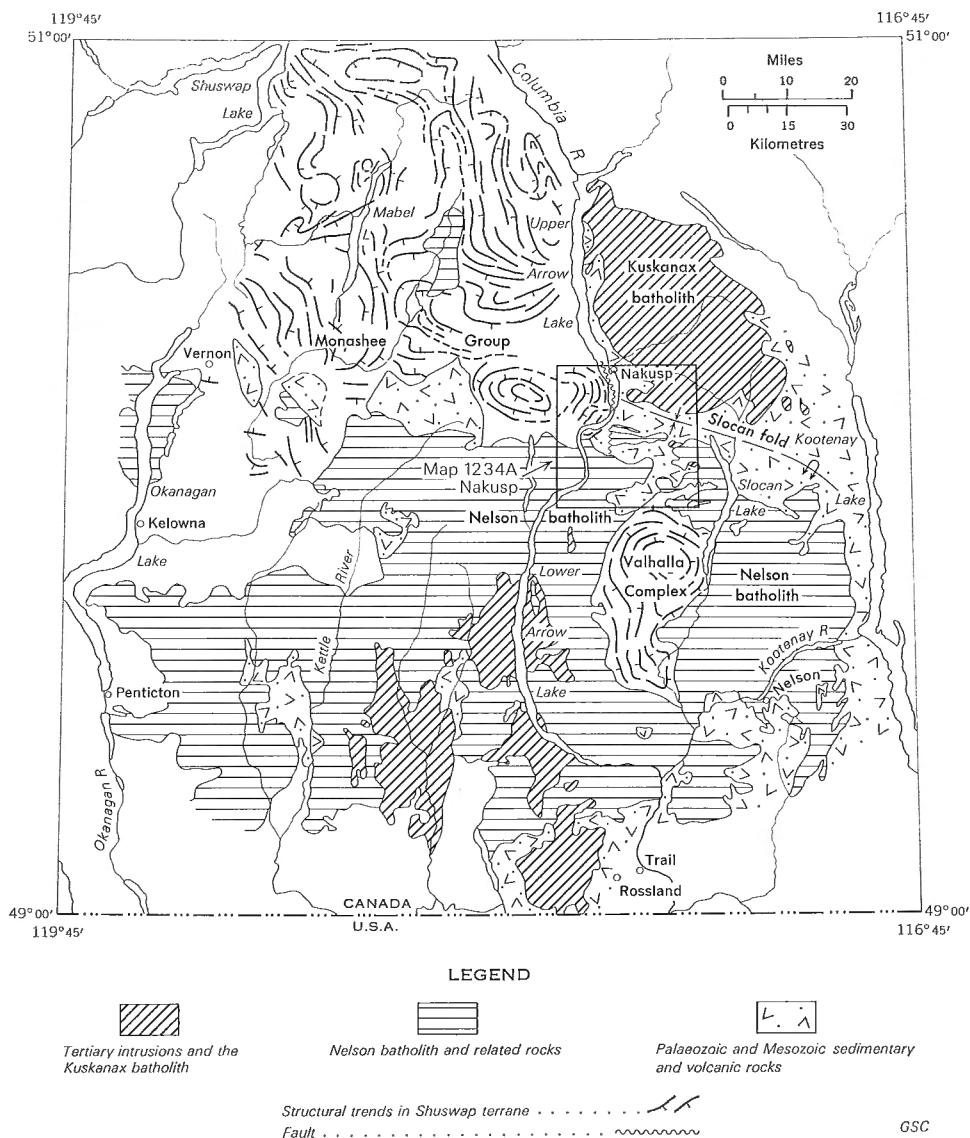 119°45′
116°45′
51°00′
51°00′
Miles
0 10 20
0 15 30
Kilometres
Shuswap
Lake
Columbia
R
Mabel
Upper
Arrow
Lake
Kuskanax
batholith
Monashee
Group
Vernon
Nakusp
Slocan fold
Kootenay
Lake
Map 1234A
Nakusp
Slocan
Lake
Okanagan
Lake
Kelowna
Nelson
batholith
Valhalla
Complex
Nelson
batholith
River
Kettle
Lower
Arrow
Lake
Kootenay R
Nelson
Penticton
Okanagan R
Trail
Rossland
CANADA
U.S.A.
49°00′
49°00′
119°45′
116°45′
LEGEND
Tertiary intrusions and the
Kuskanax batholith
Nelson batholith and related rocks
Palaeozoic and Mesozoic sedimentary
and volcanic rocks
Structural trends in Shuswap terrane . . . . . . . . .
Fault . . . . . . . . . . . . . . . . . . . . . . . . . . . . .
GSC